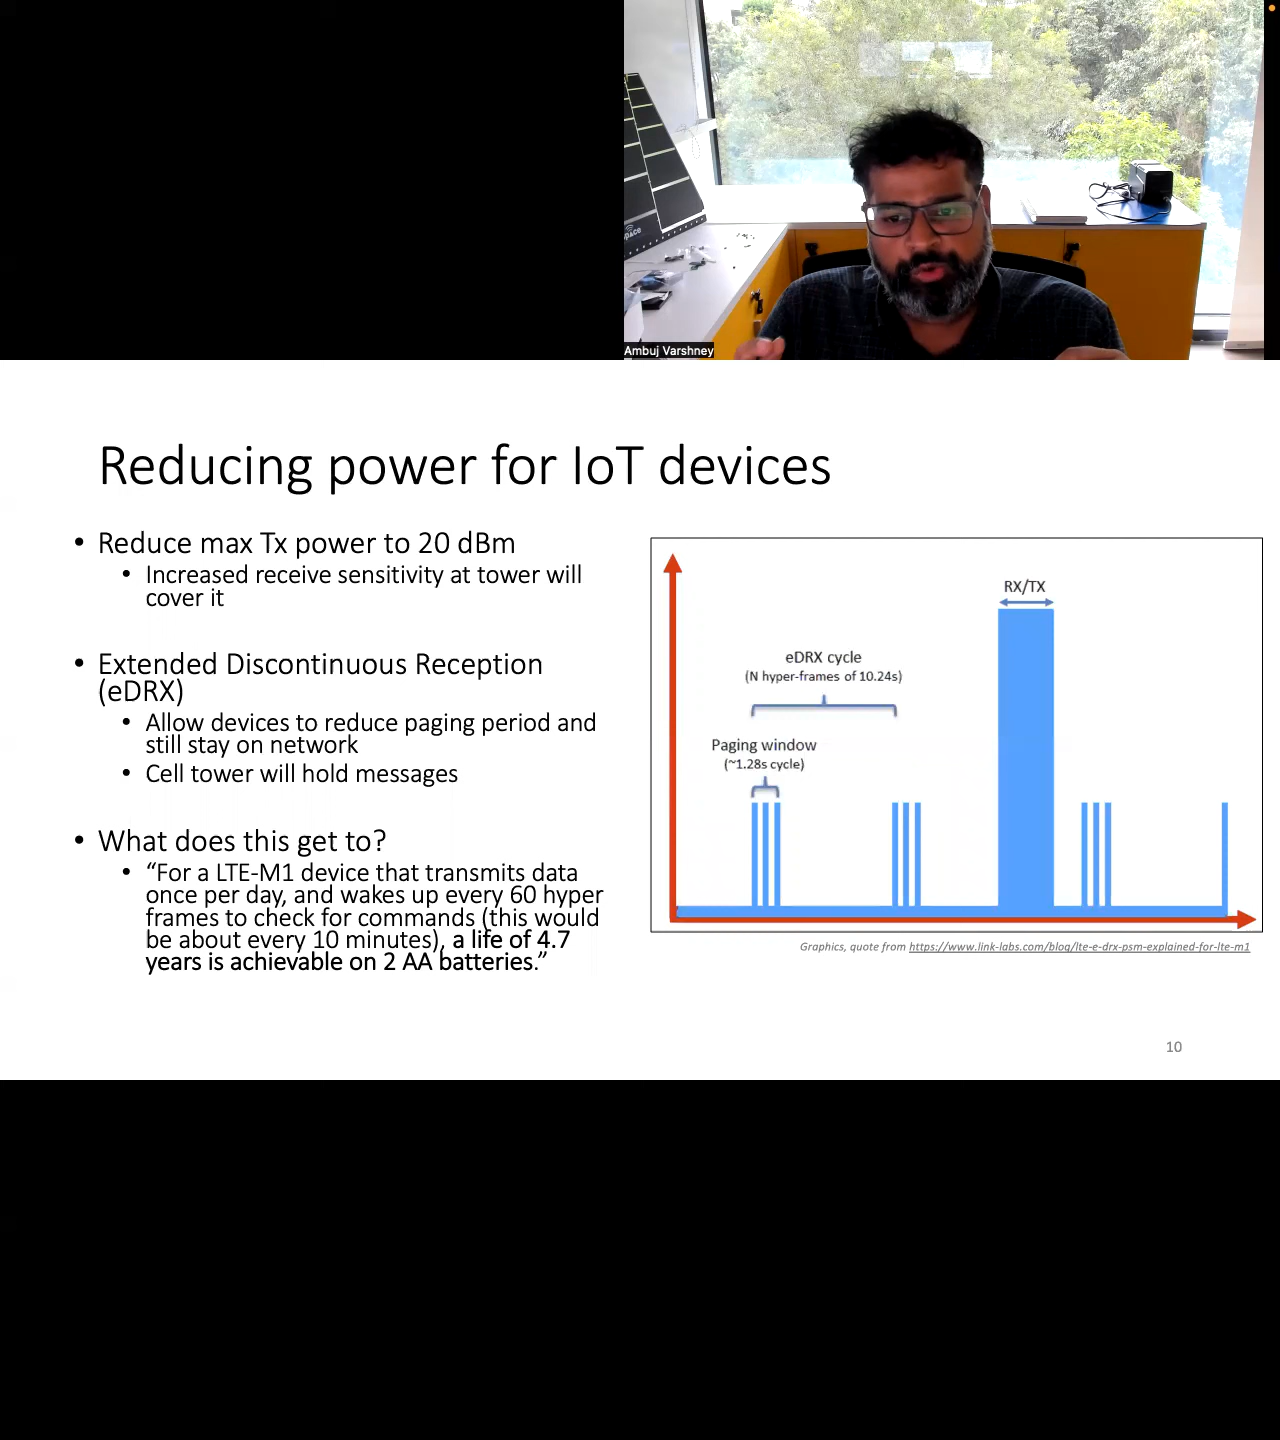 Ambuj Varshney
Reducing power for IoT devices
• Reduce max Tx power to 20 dBm
• Increased receive sensitivity at tower will
cover it
• Extended Discontinuous Reception
(eDRX)
• Allow devices to reduce paging period and
still stay on network
• Cell tower will hold messages
• What does this get to?
• “For a LTE-M1 device that transmits data
once per day, and wakes up every 60 hyper
frames to check for commands (this would
be about every 10 minutes), a life of 4.7
years is achievable on 2 AA batteries.”
RX/TX
eDRX cycle
(N hyper-frames of 10.24s)
Paging window
(~1.28s cycle)
Graphics, quote from https://www.link-labs.com/blog/lte-e-drx-psm-explained-for-lte-m1
10